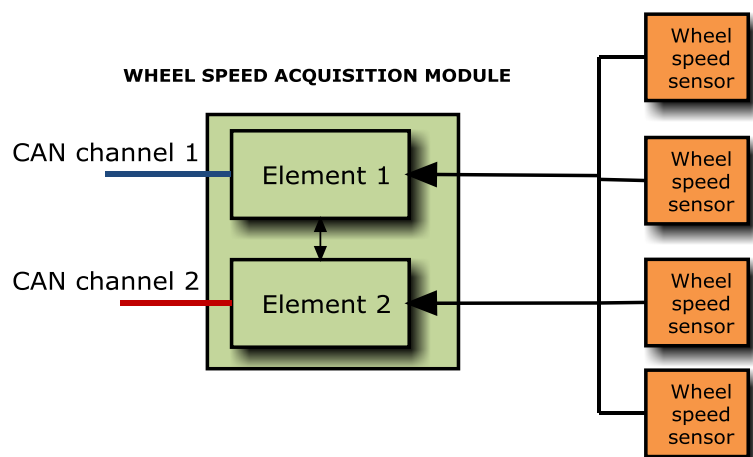 WHEEL SPEED ACQUISITION MODULE
CAN channel 1
Element 1
CAN channel 2
Element 2
Wheel
speed
sensor
Wheel
speed
sensor
Wheel
speed
sensor
Wheel
speed
sensor